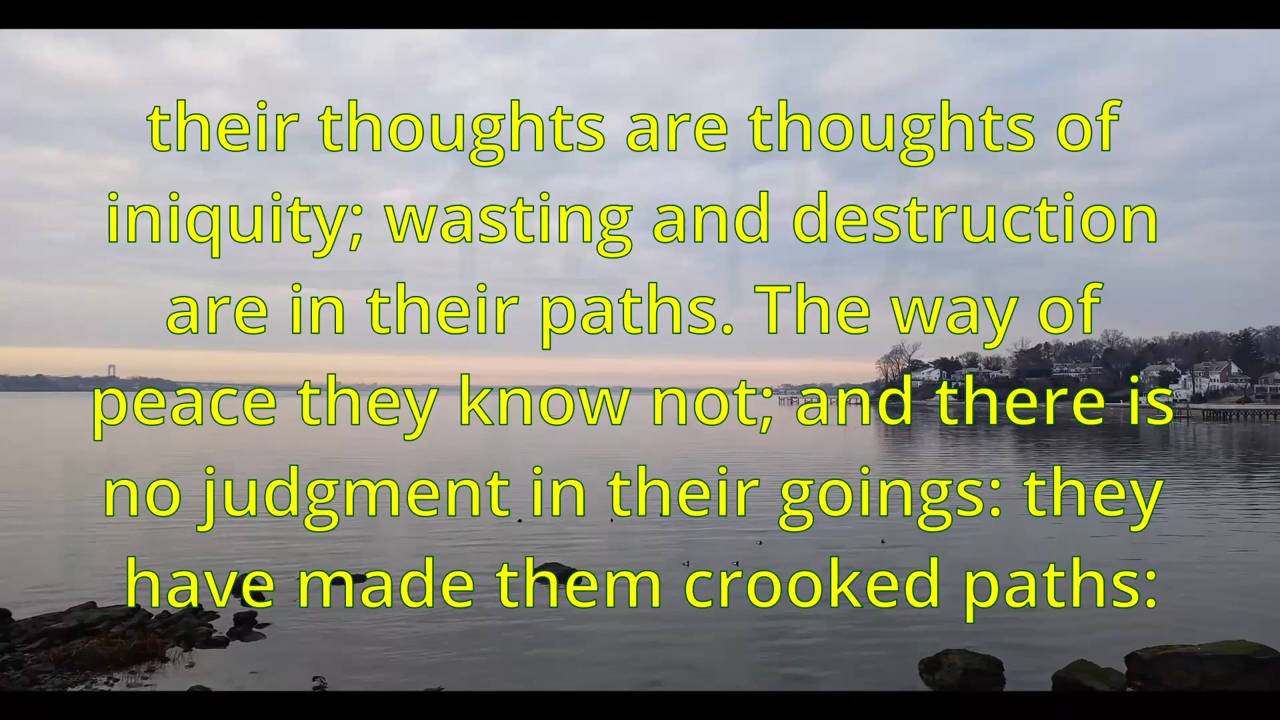 their thoughts are thoughts of
iniquity; wasting and destruction
are in their paths. The way of
peace they know not; and there is
no judgment in their goings: they
have made them crooked paths: